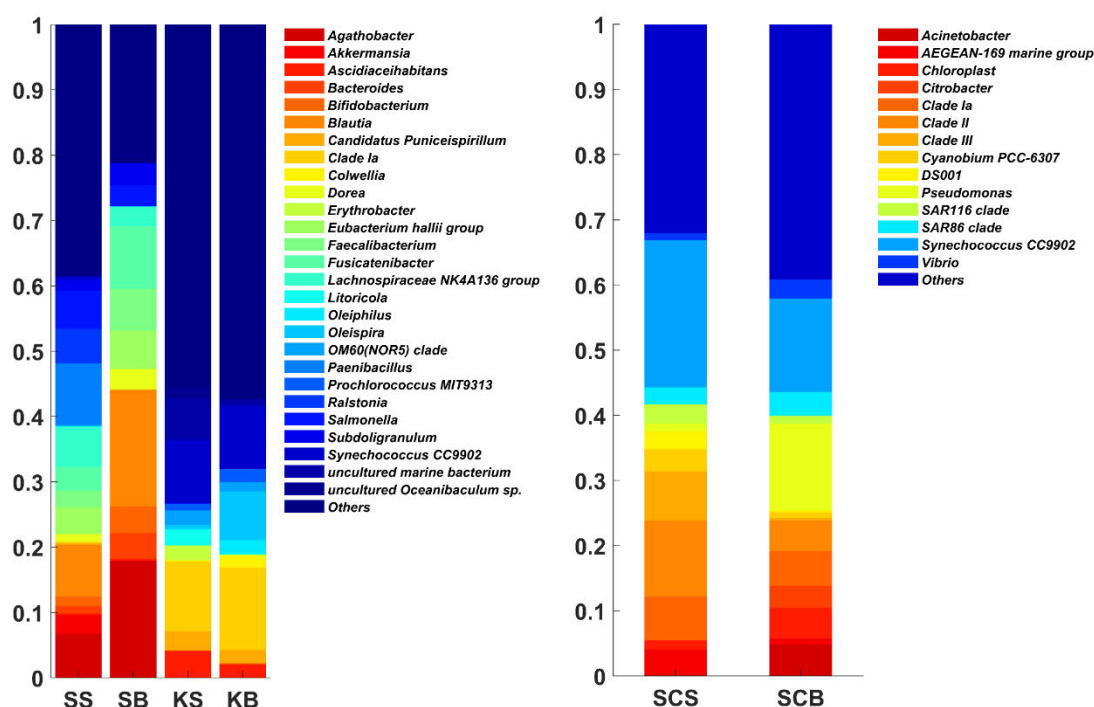 1
0.9
0.8
0.7
0.6
0.5
0.4
0.3
0.2
0.1
0
SS SB KS KB
Agathobacter
Akkermansia
Ascidiaceihabitans
Bacteroides
Bifidobacterium
Blautia
Candidatus Puniceispirillum
Clade Ia
Colwellia
Dorea
Erythrobacter
Eubacterium hallii group
Faecalibacterium
Fusicatenibacter
Lachnospiraceae NK4A136 group
Litoricola
Oleiphilus
Oleispira
OM60(NOR5) clade
Paenibacillus
Prochlorococcus MIT9313
Ralstonia
Salmonella
Subdoligranulum
Synechococcus CC9902
uncultured marine bacterium
uncultured Oceanibaculum sp.
Others
1
0.9
0.8
0.7
0.6
0.5
0.4
0.3
0.2
0.1
0
SCS SCB
Acinetobacter
AEGEAN-169 marine group
Chloroplast
Citrobacter
Clade Ia
Clade II
Clade III
Cyanobium PCC-6307
DS001
Pseudomonas
SAR116 clade
SAR86 clade
Synechococcus CC9902
Vibrio
Others